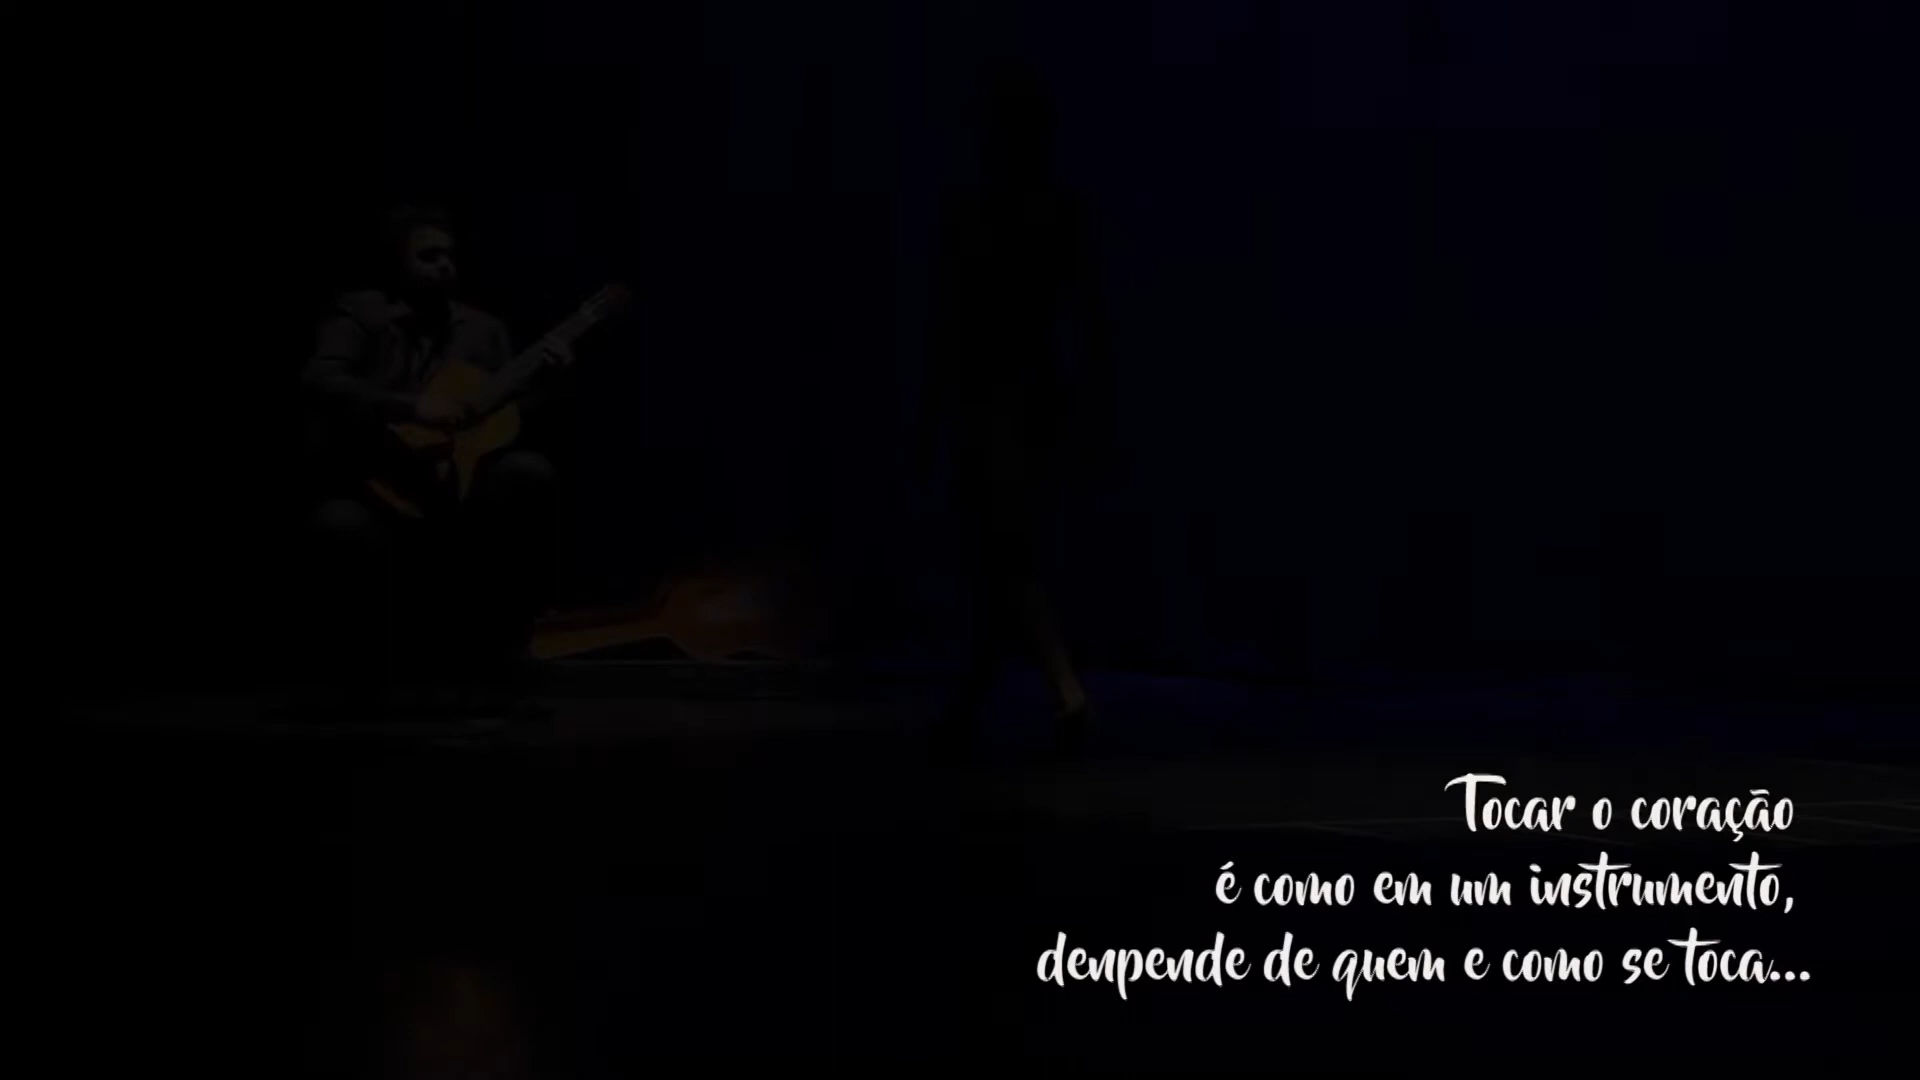 Tocar o coração
é como em um instrumento,
denpende de quem e como se toca...